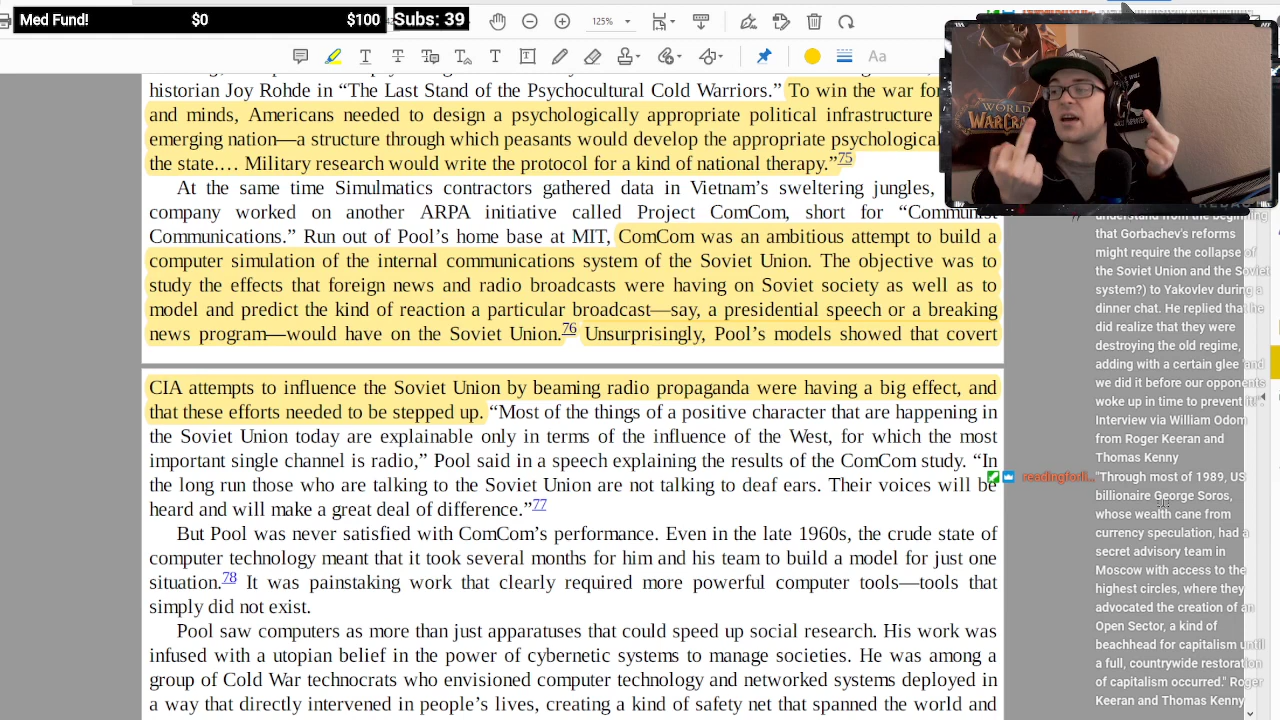 Med Fund! $0 $100 Subs: 39
125%
Aa
historian Joy Rohde in “The Last Stand of the Psychocultural Cold Warriors.” “To win the war for
and minds, Americans needed to design a psychologically appropriate political infrastructure
emerging nation—a structure through which peasants would develop the appropriate psychological
the state.… Military research would write the protocol for a kind of national therapy.”75
At the same time Simulmatics contractors gathered data in Vietnam’s sweltering jungles,
company worked on another ARPA initiative called Project ComCom, short for “Communist
Communications.” Run out of Pool’s home base at MIT, ComCom was an ambitious attempt to build a
computer simulation of the internal communications system of the Soviet Union. The objective was to
study the effects that foreign news and radio broadcasts were having on Soviet society as well as to
model and predict the kind of reaction a particular broadcast—say, a presidential speech or a breaking
news program—would have on the Soviet Union.76 Unsurprisingly, Pool’s models showed that covert
CIA attempts to influence the Soviet Union by beaming radio propaganda were having a big effect, and
that these efforts needed to be stepped up. “Most of the things of a positive character that are happening in
the Soviet Union today are explainable only in terms of the influence of the West, for which the most
important single channel is radio,” Pool said in a speech explaining the results of the ComCom study. “In
the long run those who are talking to the Soviet Union are not talking to deaf ears. Their voices will be
heard and will make a great deal of difference.”77
But Pool was never satisfied with ComCom’s performance. Even in the late 1960s, the crude state of
computer technology meant that it took several months for him and his team to build a model for just one
situation.78 It was painstaking work that clearly required more powerful computer tools—tools that
simply did not exist.
Pool saw computers as more than just apparatuses that could speed up social research. His work was
infused with a utopian belief in the power of cybernetic systems to manage societies. He was among a
group of Cold War technocrats who envisioned computer technology and networked systems deployed in
a way that directly intervened in people’s lives, creating a kind of safety net that spanned the world and
WORLD
WARCRA
understand from the beginning
that Gorbachev's reforms
might require the collapse of
the Soviet Union and the Soviet
system?) to Yakovlev during a
dinner chat. He replied that he
did realize that they were
destroying the old regime,
adding with a certain glee 'and
we did it before our opponents
woke up in time to prevent it!'.
Interview via William Odom
from Roger Keeran and
Thomas Kenny
readingforli... "Through most of 1989, US
billionaire George Soros,
whose wealth cane from
currency speculation, had a
secret advisory team in
Moscow with access to the
highest circles, where they
advocated the creation of an
Open Sector, a kind of
beachhead for capitalism until
a full, countrywide restoration
of capitalism occurred." Roger
Keeran and Thomas Kenny